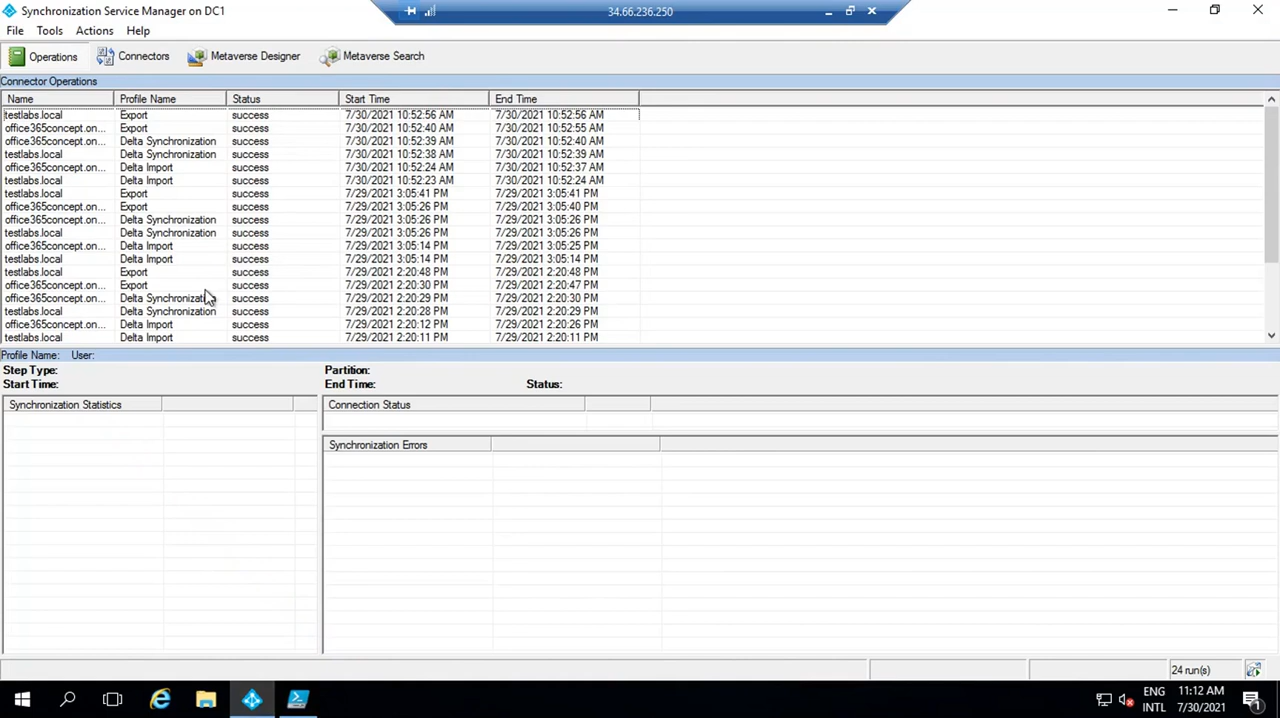 Synchronization Service Manager on DC1
34.66.236.250
File Tools Actions Help
Operations Connectors Metaverse Designer Metaverse Search
Connector Operations
Name Profile Name Status Start Time End Time
testlabs.local Export success 7/30/2021 10:52:56 AM 7/30/2021 10:52:56 AM
office365concept.on... Export success 7/30/2021 10:52:40 AM 7/30/2021 10:52:55 AM
office365concept.on... Delta Synchronization success 7/30/2021 10:52:39 AM 7/30/2021 10:52:40 AM
testlabs.local Delta Synchronization success 7/30/2021 10:52:38 AM 7/30/2021 10:52:39 AM
office365concept.on... Delta Import success 7/30/2021 10:52:24 AM 7/30/2021 10:52:37 AM
testlabs.local Delta Import success 7/30/2021 10:52:23 AM 7/30/2021 10:52:24 AM
testlabs.local Export success 7/29/2021 3:05:41 PM 7/29/2021 3:05:41 PM
office365concept.on... Export success 7/29/2021 3:05:26 PM 7/29/2021 3:05:40 PM
office365concept.on... Delta Synchronization success 7/29/2021 3:05:26 PM 7/29/2021 3:05:26 PM
testlabs.local Delta Synchronization success 7/29/2021 3:05:26 PM 7/29/2021 3:05:26 PM
office365concept.on... Delta Import success 7/29/2021 3:05:14 PM 7/29/2021 3:05:25 PM
testlabs.local Delta Import success 7/29/2021 3:05:14 PM 7/29/2021 3:05:14 PM
testlabs.local Export success 7/29/2021 2:20:48 PM 7/29/2021 2:20:48 PM
office365concept.on... Export success 7/29/2021 2:20:30 PM 7/29/2021 2:20:47 PM
office365concept.on... Delta Synchronization success 7/29/2021 2:20:29 PM 7/29/2021 2:20:30 PM
testlabs.local Delta Synchronization success 7/29/2021 2:20:28 PM 7/29/2021 2:20:29 PM
office365concept.on... Delta Import success 7/29/2021 2:20:12 PM 7/29/2021 2:20:26 PM
testlabs.local Delta Import success 7/29/2021 2:20:11 PM 7/29/2021 2:20:11 PM
Profile Name: User:
Step Type: Partition:
Start Time: End Time: Status:
Synchronization Statistics Connection Status
Synchronization Errors
24 run(s)
ENG 11:12 AM
INTL 7/30/2021
1